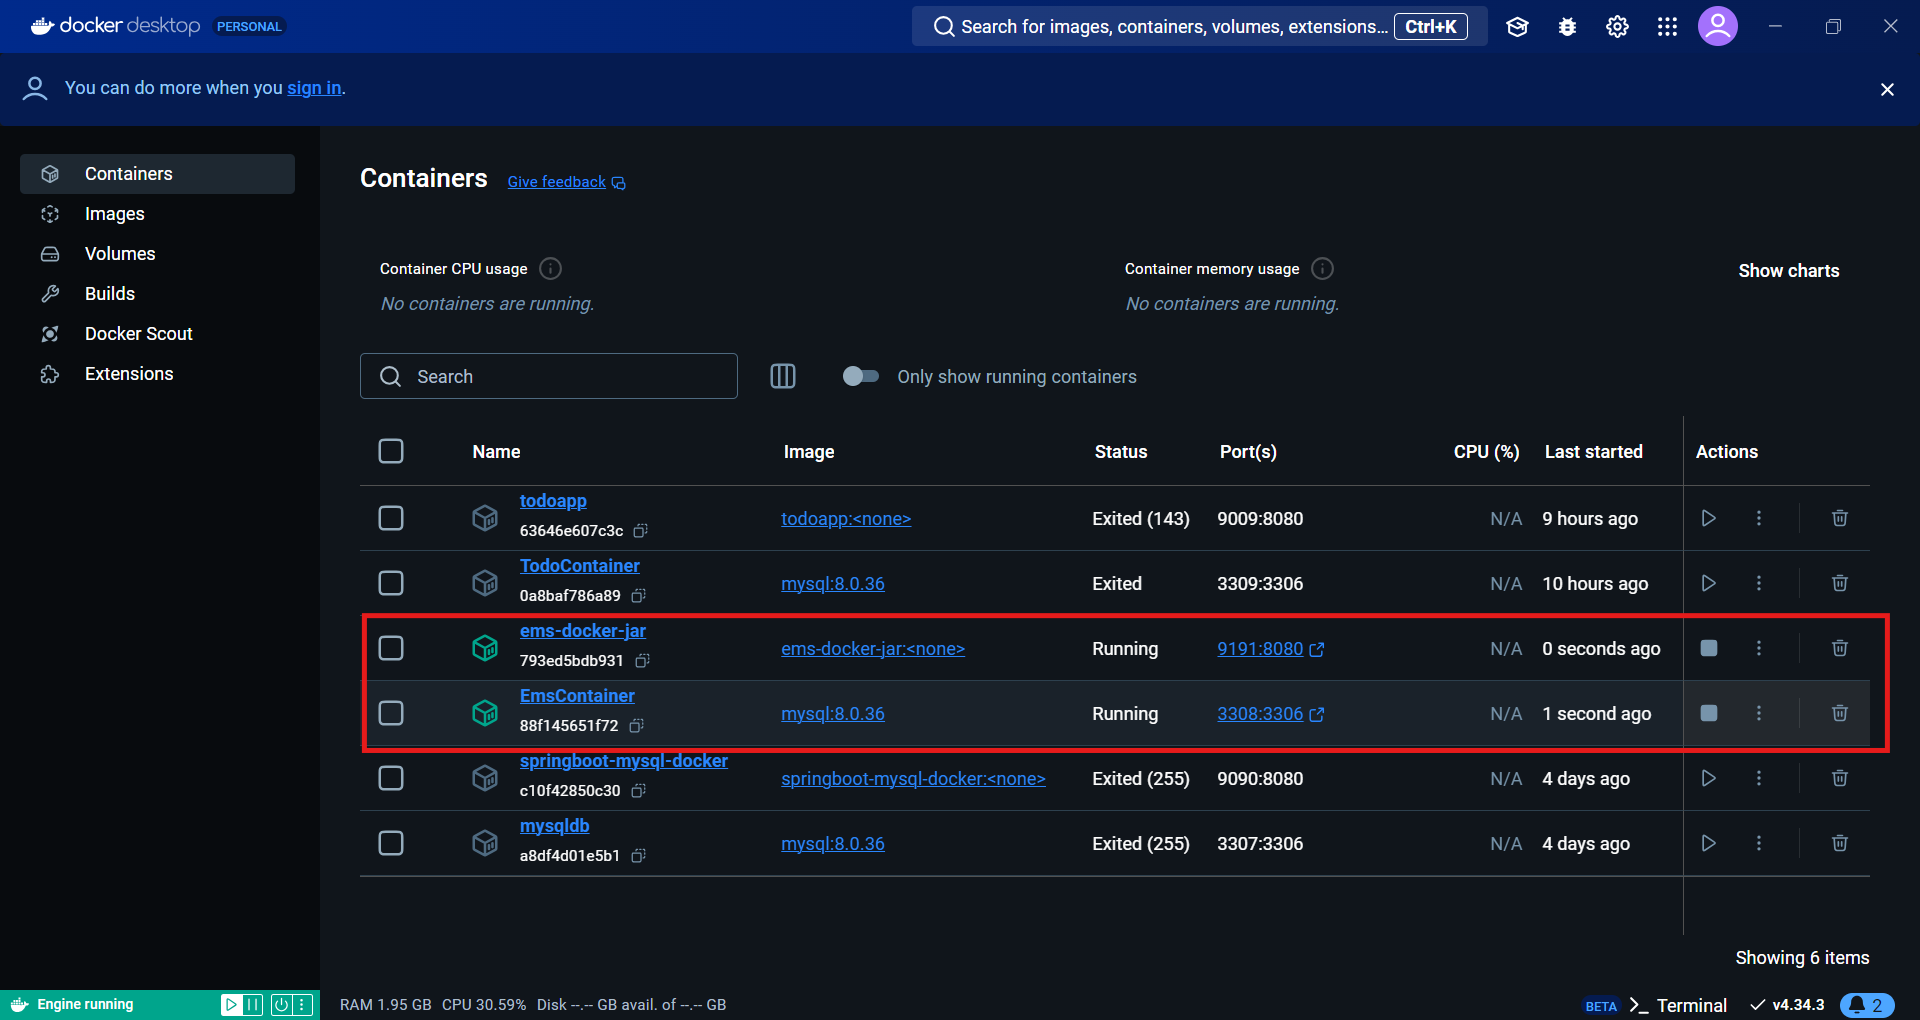 docker desktop PERSONAL
Search for images, containers, volumes, extensions... Ctrl+K
You can do more when you sign in.
Containers
Images
Volumes
Builds
Docker Scout
Extensions
Containers Give feedback
Container CPU usage
No containers are running.
Container memory usage
No containers are running.
Show charts
Search
Only show running containers
Name Image Status Port(s) CPU (%) Last started Actions
todoapp
63646e607c3c
todoapp:<none> Exited (143) 9009:8080 N/A 9 hours ago
TodoContainer
0a8baf786a89
mysql:8.0.36 Exited 3309:3306 N/A 10 hours ago
ems-docker-jar
793ed5bdb931
ems-docker-jar:<none> Running 9191:8080 N/A 0 seconds ago
EmsContainer
88f145651f72
mysql:8.0.36 Running 3308:3306 N/A 1 second ago
springboot-mysql-docker
c10f42850c30
springboot-mysql-docker:<none> Exited (255) 9090:8080 N/A 4 days ago
mysqldb
a8df4d01e5b1
mysql:8.0.36 Exited (255) 3307:3306 N/A 4 days ago
Showing 6 items
Engine running
RAM 1.95 GB CPU 30.59% Disk --.-- GB avail. of --.-- GB
BETA Terminal v4.34.3 2